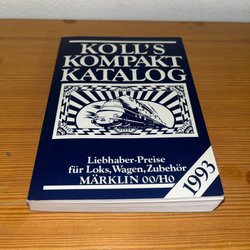 KOLL'S
KOMPAKT
KATALOG
Liebhaber-Preise
für Loks, Wagen, Zubehör
MÄRKLIN 00/H0
1993